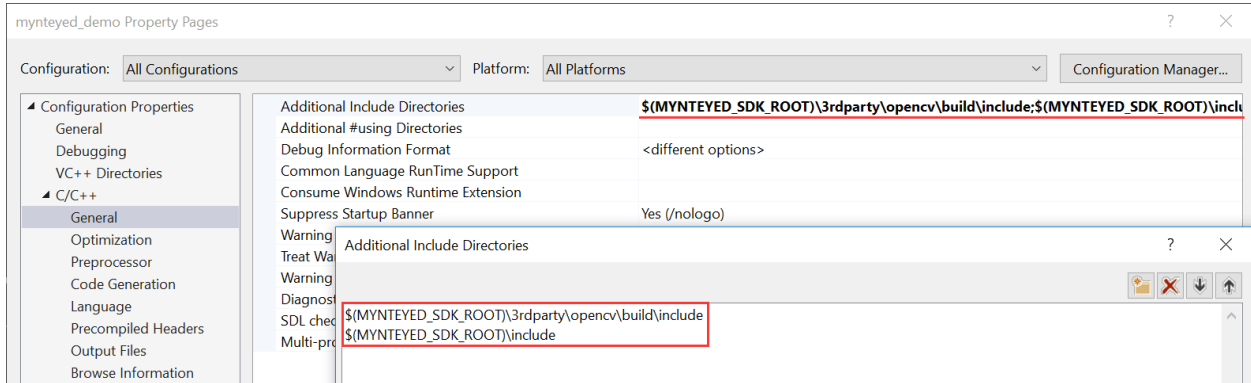 mynteyed_demo Property Pages
Configuration: All Configurations Platform: All Platforms Configuration Manager...
Configuration Properties
General
Debugging
VC++ Directories
C/C++
General
Optimization
Preprocessor
Code Generation
Language
Precompiled Headers
Output Files
Browse Information
Additional Include Directories $(MYNTEYED_SDK_ROOT)\3rdparty\opencv\build\include;$(MYNTEYED_SDK_ROOT)\inclu
Additional #using Directories
Debug Information Format <different options>
Common Language RunTime Support
Consume Windows Runtime Extension
Suppress Startup Banner Yes (/nologo)
Warning
Treat Wa
Warning
Diagnost
SDL chec
Multi-pro
Additional Include Directories
$(MYNTEYED_SDK_ROOT)\3rdparty\opencv\build\include
$(MYNTEYED_SDK_ROOT)\include